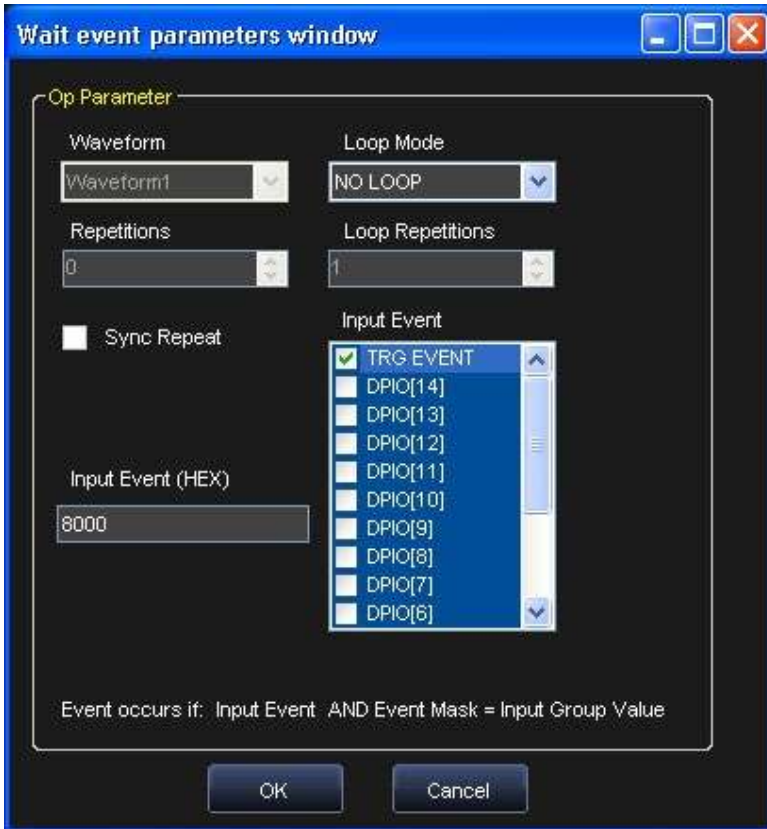 Wait event parameters window
Op Parameter
Waveform
Loop Mode
Waveform1
NO LOOP
Repetitions
Loop Repetitions
0
1
Sync Repeat
Input Event
TRG EVENT
DPIO[14]
DPIO[13]
DPIO[12]
DPIO[11]
DPIO[10]
DPIO[9]
DPIO[8]
DPIO[7]
DPIO[6]
Input Event (HEX)
8000
Event occurs if: Input Event AND Event Mask = Input Group Value
OK
Cancel